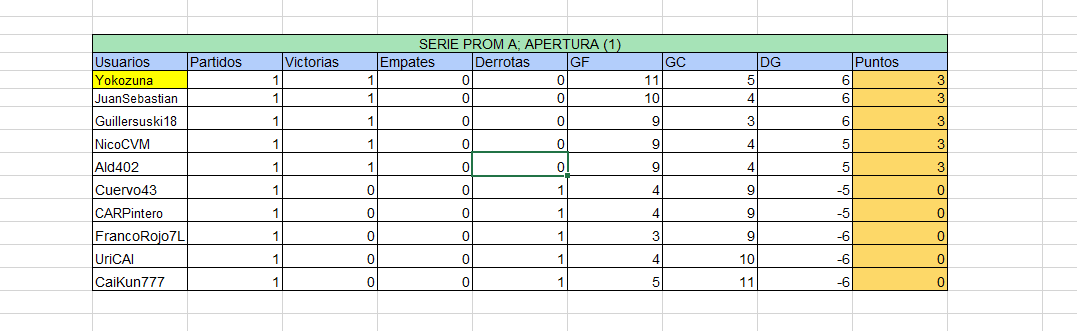 SERIE PROM A; APERTURA (1)
Usuarios Partidos Victorias Empates Derrotas GF GC DG Puntos
Yokozuna 1 1 0 0 11 5 6 3
JuanSebastian 1 1 0 0 10 4 6 3
Guillersuski18 1 1 0 0 9 3 6 3
NicoCVM 1 1 0 0 9 4 5 3
Ald402 1 1 0 0 9 4 5 3
Cuervo43 1 0 0 1 4 9 -5 0
CARPintero 1 0 0 1 4 9 -5 0
FrancoRojo7L 1 0 0 1 3 9 -6 0
UriCAI 1 0 0 1 4 10 -6 0
CaiKun777 1 0 0 1 5 11 -6 0